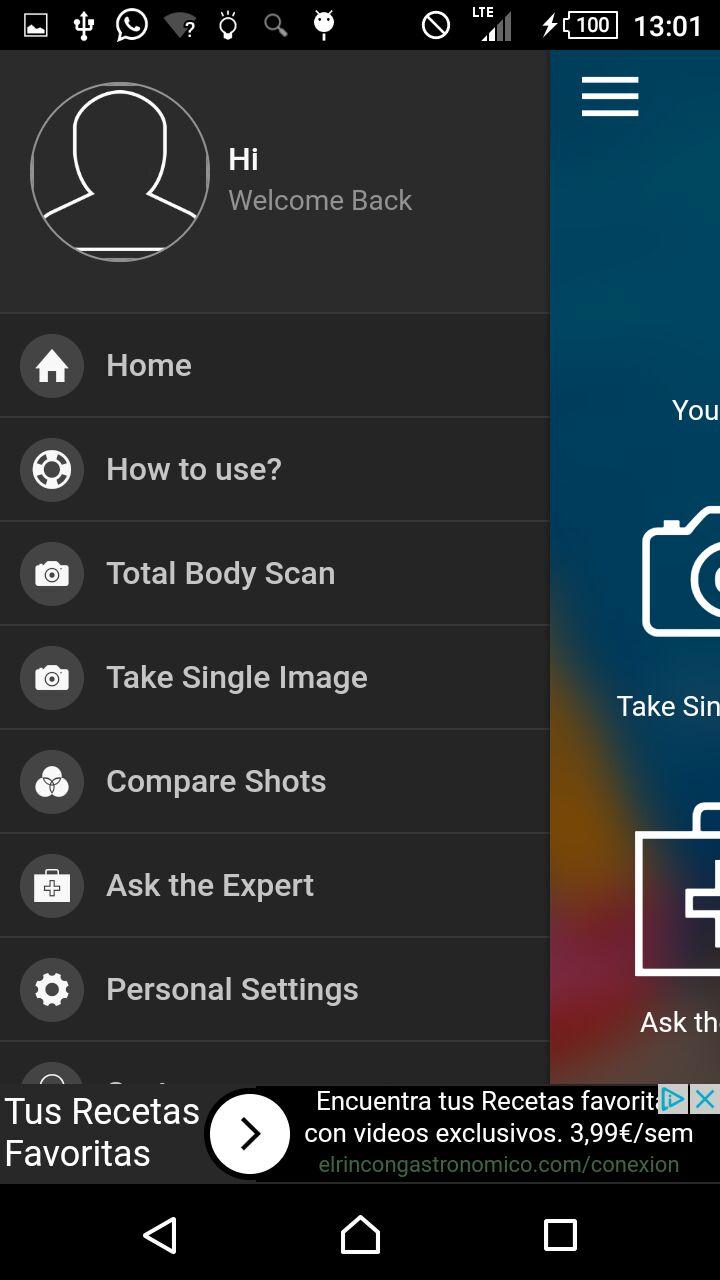 LTE
?
100
13:01
Hi
Welcome Back
Home
How to use?
Total Body Scan
Take Single Image
Compare Shots
Ask the Expert
Personal Settings
You
Take Sin
Ask th
Tus Recetas
Favoritas
Encuentra tus Recetas favorita
con videos exclusivos. 3,99€/sem
elrincongastronomico.com/conexion